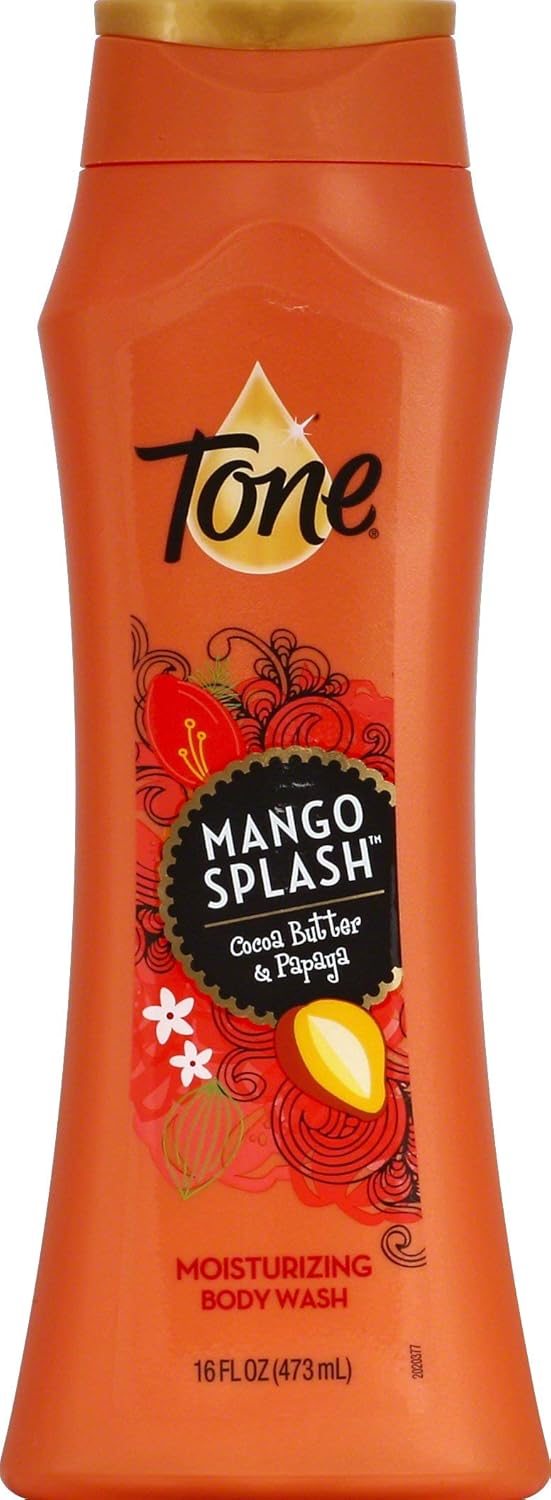 Tone®
MANGO
SPLASH™
Cocoa Butter
& Papaya
MOISTURIZING
BODY WASH
16 FL OZ (473 mL)
2020377